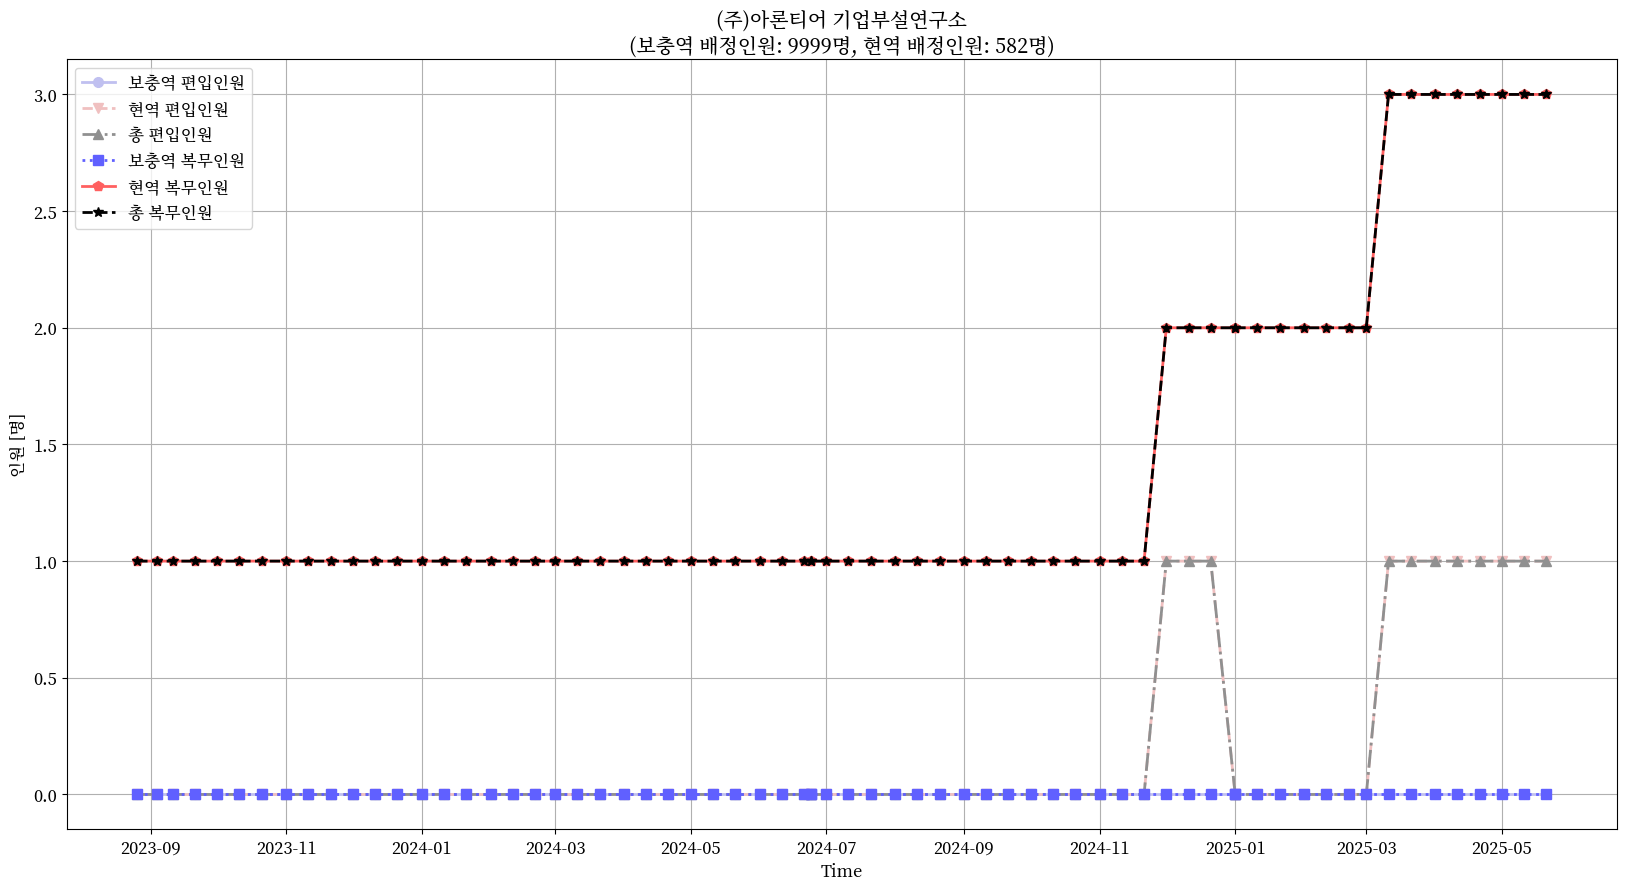 (주)아론티어 기업부설연구소
(보충역 배정인원: 9999명, 현역 배정인원: 582명)
보충역 편입인원
현역 편입인원
총 편입인원
보충역 복무인원
현역 복무인원
총 복무인원
3.0
2.5
2.0
1.5
1.0
0.5
0.0
인원 [명]
2023-09 2023-11 2024-01 2024-03 2024-05 2024-07 2024-09 2024-11 2025-01 2025-03 2025-05
Time